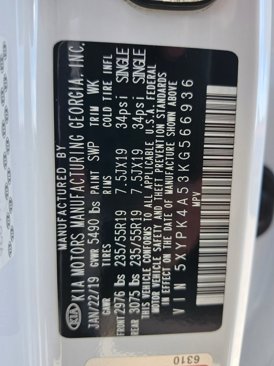 MANUFACTURED BY
KIA MOTORS MANUFACTURING GEORGIA, INC.
JAN/22/19 GVWR 5490 lbs PAINT SWP TRIM WK
GAWR TIRES RIMS COLD TIRE INFL
FRONT 2976 lbs 235/55R19 7.5JX19 34psi SINGLE
REAR 3075 lbs 235/55R19 7.5JX19 34psi SINGLE
THIS VEHICLE CONFORMS TO ALL APPLICABLE U.S.A. FEDERAL
MOTOR VEHICLE SAFETY AND THEFT PREVENTION STANDARDS
IN EFFECT ON THE DATE OF MANUFACTURE SHOWN ABOVE
VIN 5XYPK4A53KG566936
MPV
KIA
6310